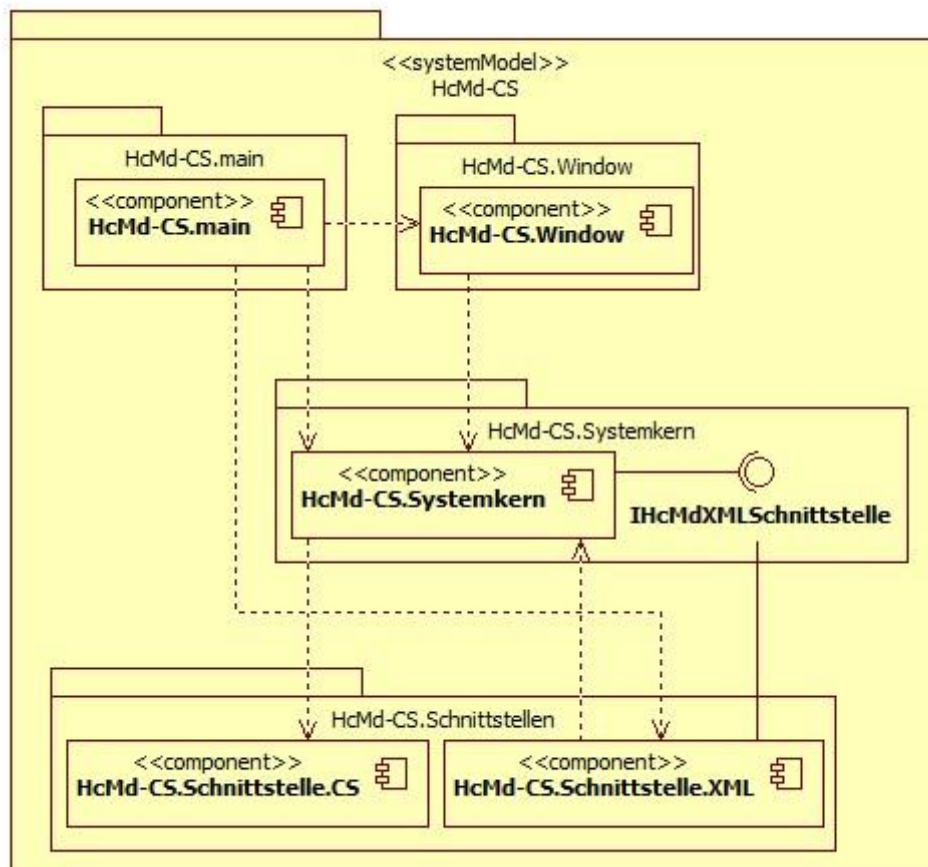 <<systemModel>>
HcMd-CS
HcMd-CS.main
<<component>>
HcMd-CS.main
HcMd-CS.Window
<<component>>
HcMd-CS.Window
HcMd-CS.Systemkern
<<component>>
HcMd-CS.Systemkern
IHcMdXMLSchnittstelle
HcMd-CS.Schnittstellen
<<component>>
HcMd-CS.Schnittstelle.CS
<<component>>
HcMd-CS.Schnittstelle.XML